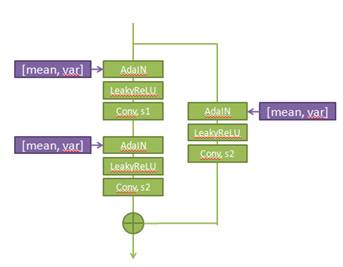 [mean, var]
AdaIN
LeakyReLU
Conv, s1
[mean, var]
AdaIN
LeakyReLU
Conv, s2
AdaIN
[mean, var]
LeakyReLU
Conv, s2